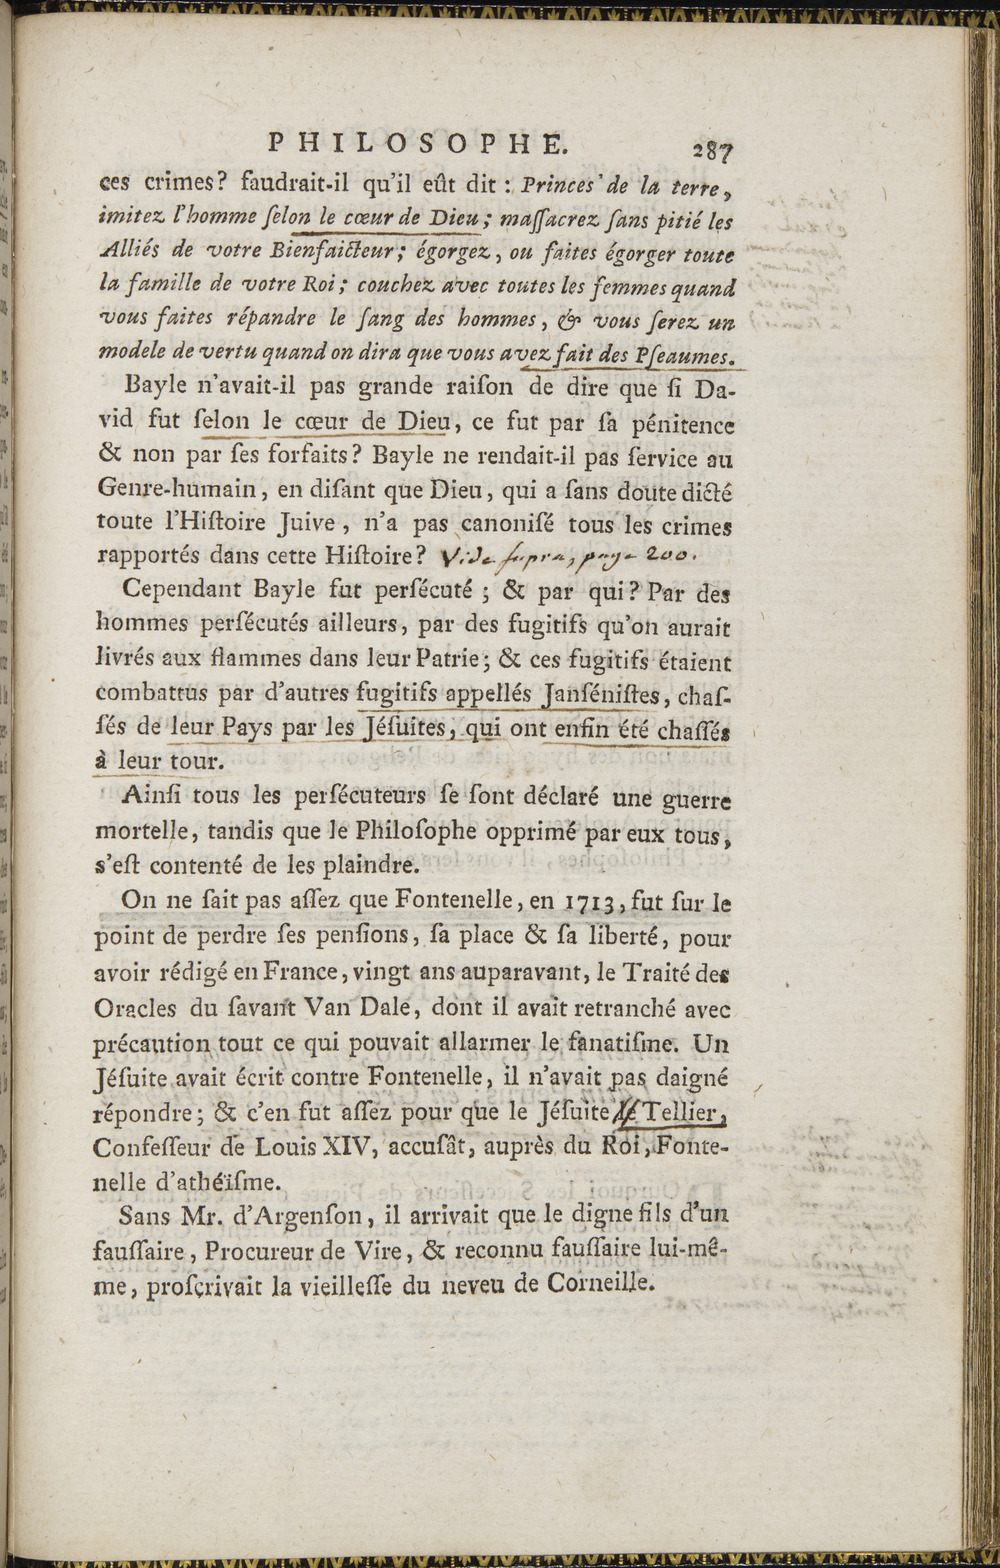 PHILOSOPHE. 287
ces crimes? faudrait-il qu'il eût dit : Princes de la terre,
imitez l'homme ſelon le cœur de Dieu ; maſſacrez ſans pitié les
Alliés de votre Bienfaicteur ; égorgez, ou faites égorger toute
la famille de votre Roi ; couchez avec toutes les femmes quand
vous faites répandre le ſang des hommes, & vous ſerez un
modele de vertu quand on dira que vous avez fait des Pſeaumes.
Bayle n'avait-il pas grande raiſon de dire que ſi Da-
vid fut ſelon le cœur de Dieu, ce fut par ſa pénitence
& non par ſes forfaits? Bayle ne rendait-il pas ſervice au
Genre-humain, en diſant que Dieu, qui a ſans doute dicté
toute l'Hiſtoire Juive, n'a pas canoniſé tous les crimes
rapportés dans cette Hiſtoire? Vide ſupra, page 200.
Cependant Bayle fut perſécuté ; & par qui? Par des
hommes perſécutés ailleurs, par des fugitifs qu'on aurait
livrés aux flammes dans leur Patrie; & ces fugitifs étaient
combattus par d'autres fugitifs appellés Janſéniſtes, chaſ-
ſés de leur Pays par les Jéſuites, qui ont enfin été chaſſés
à leur tour.
Ainſi tous les perſécuteurs ſe ſont déclaré une guerre
mortelle, tandis que le Philoſophe opprimé par eux tous,
s'eſt contenté de les plaindre.
On ne ſait pas aſſez que Fontenelle, en 1713, fut ſur le
point de perdre ſes penſions, ſa place & ſa liberté, pour
avoir rédigé en France, vingt ans auparavant, le Traité des
Oracles du ſavant Van Dale, dont il avait retranché avec
précaution tout ce qui pouvait allarmer le fanatiſme. Un
Jéſuite avait écrit contre Fontenelle, il n'avait pas daigné
répondre; & c'en fut aſſez pour que le Jéſuite le Tellier,
Confeſſeur de Louis XIV, accuſât, auprès du Roi, Fonte-
nelle d'athéïſme.
Sans Mr. d'Argenſon, il arrivait que le digne fils d'un
fauſſaire, Procureur de Vire, & reconnu fauſſaire lui-mê-
me, proſcrivait la vieilleſſe du neveu de Corneille.